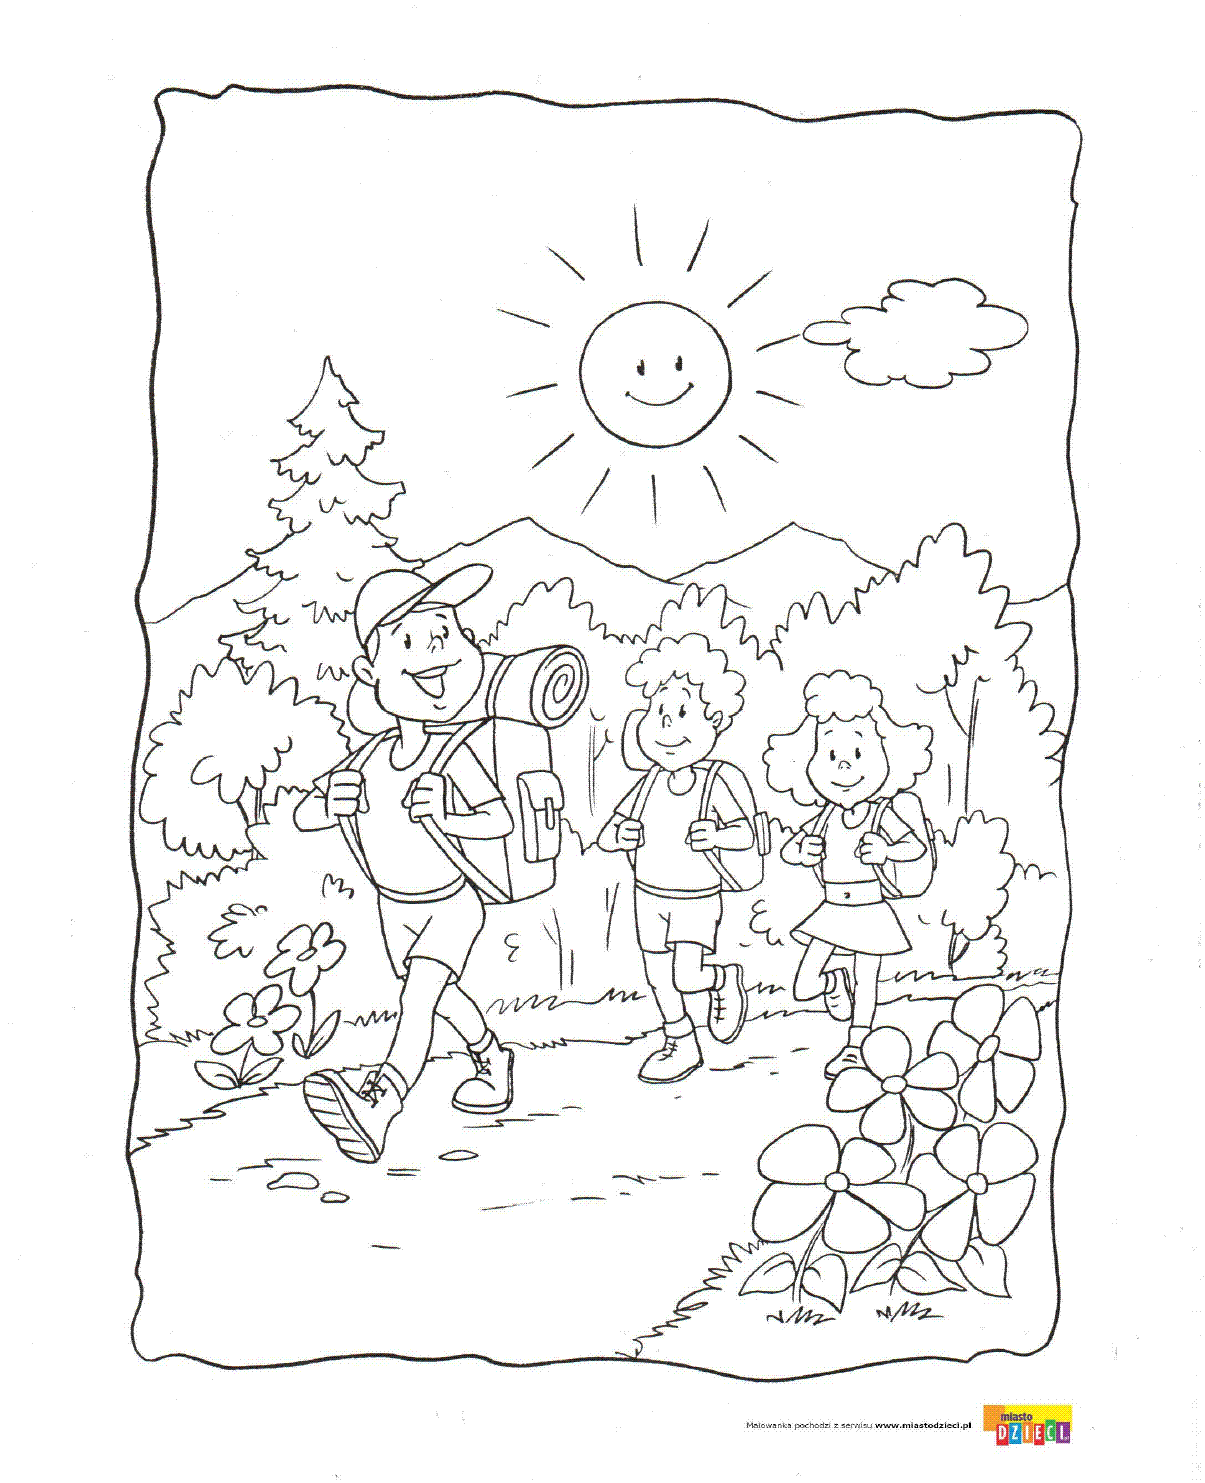 Malowanka pochodzi z serwisu www.miastodzieci.pl
miasto
DZIECI